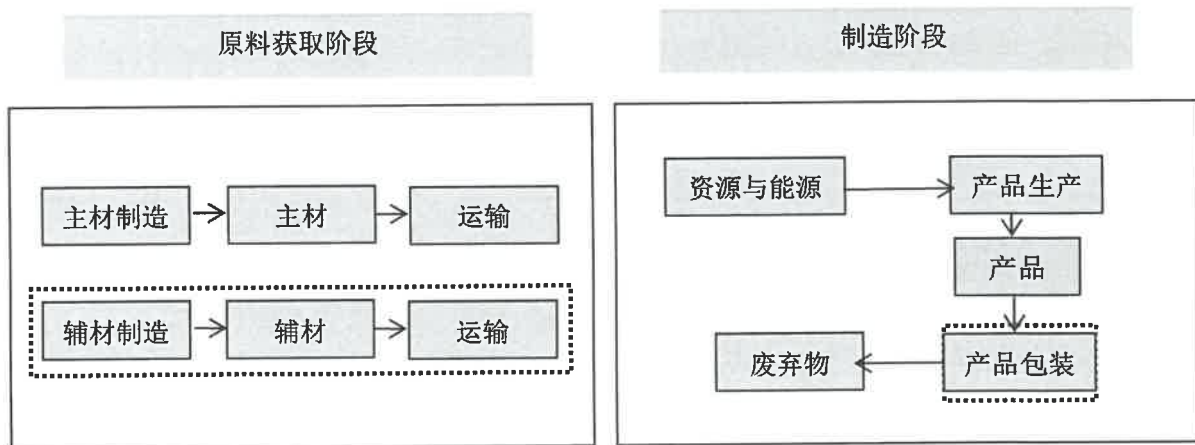 原料获取阶段
制造阶段
主材制造
主材
运输
辅材制造
辅材
运输
资源与能源
产品生产
产品
产品包装
废弃物